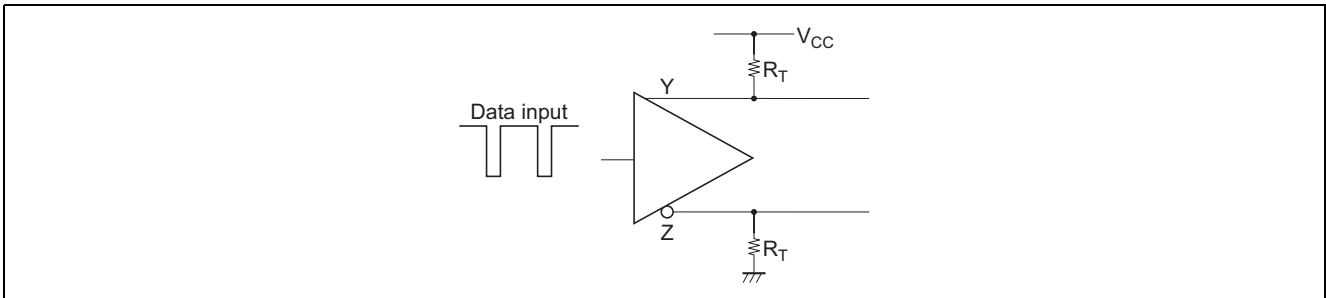 V_CC
R_T
Y
Data input
Z
R_T